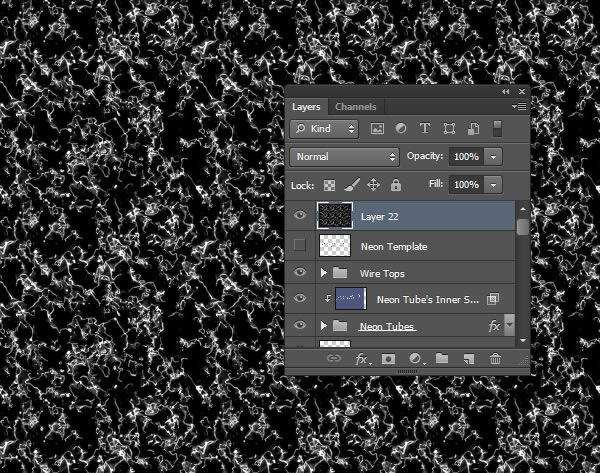 Layers Channels
Kind
Normal Opacity: 100%
Lock: Fill: 100%
Layer 22
Neon Template
Wire Tops
Neon Tube's Inner S...
Neon Tubes fx
fx